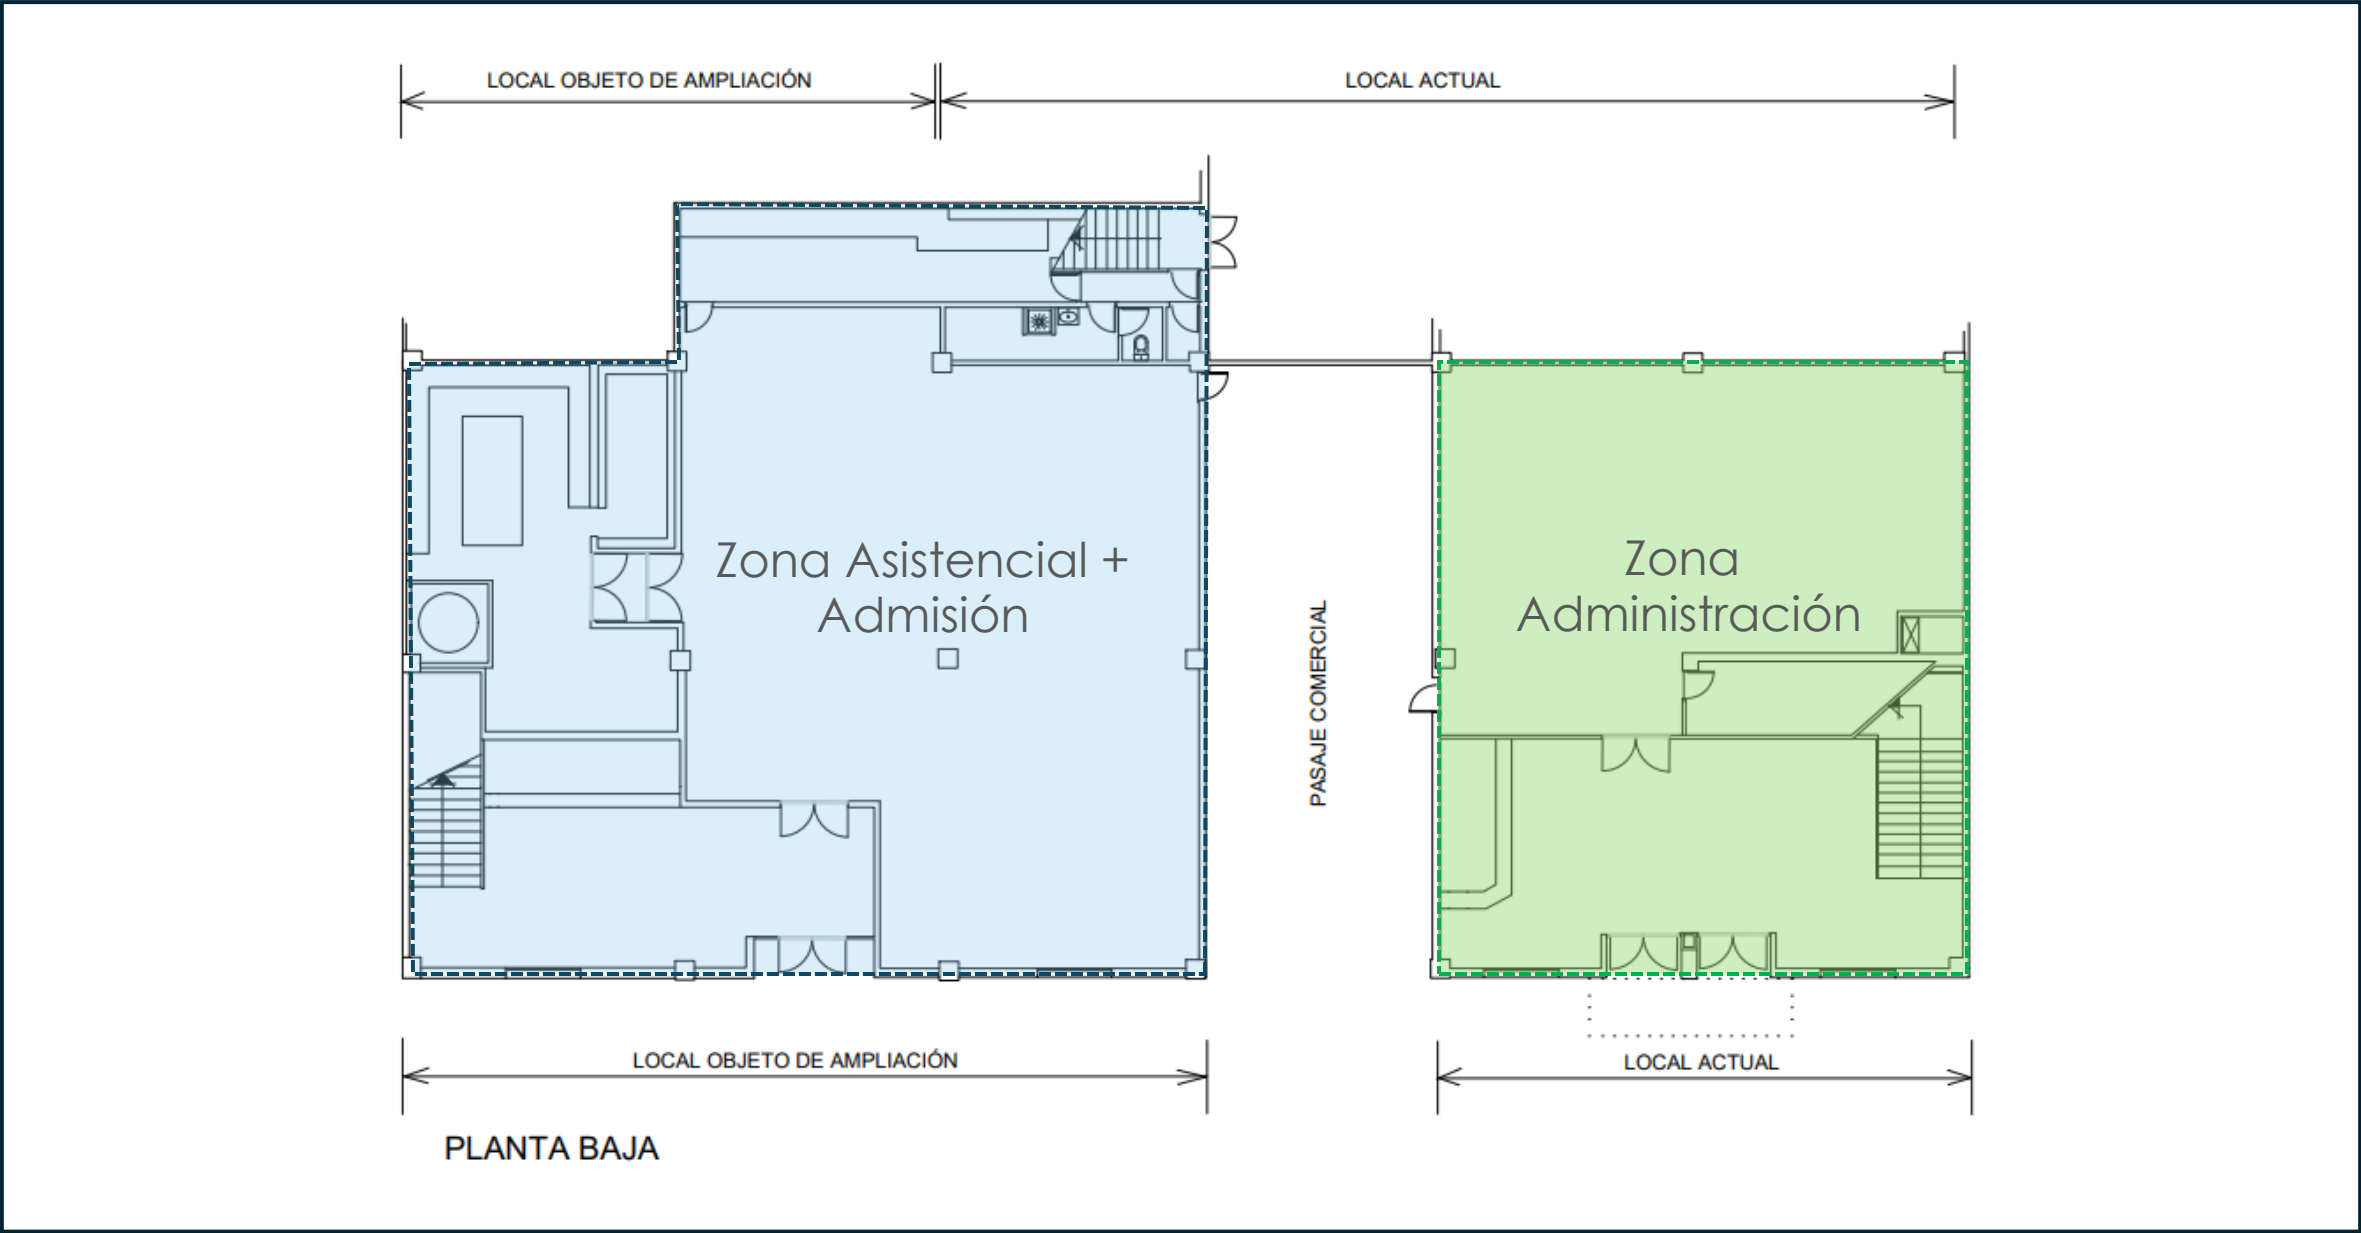 LOCAL OBJETO DE AMPLIACIÓN
LOCAL ACTUAL
Zona Asistencial +
Admisión
PASAJE COMERCIAL
Zona
Administración
LOCAL OBJETO DE AMPLIACIÓN
LOCAL ACTUAL
PLANTA BAJA